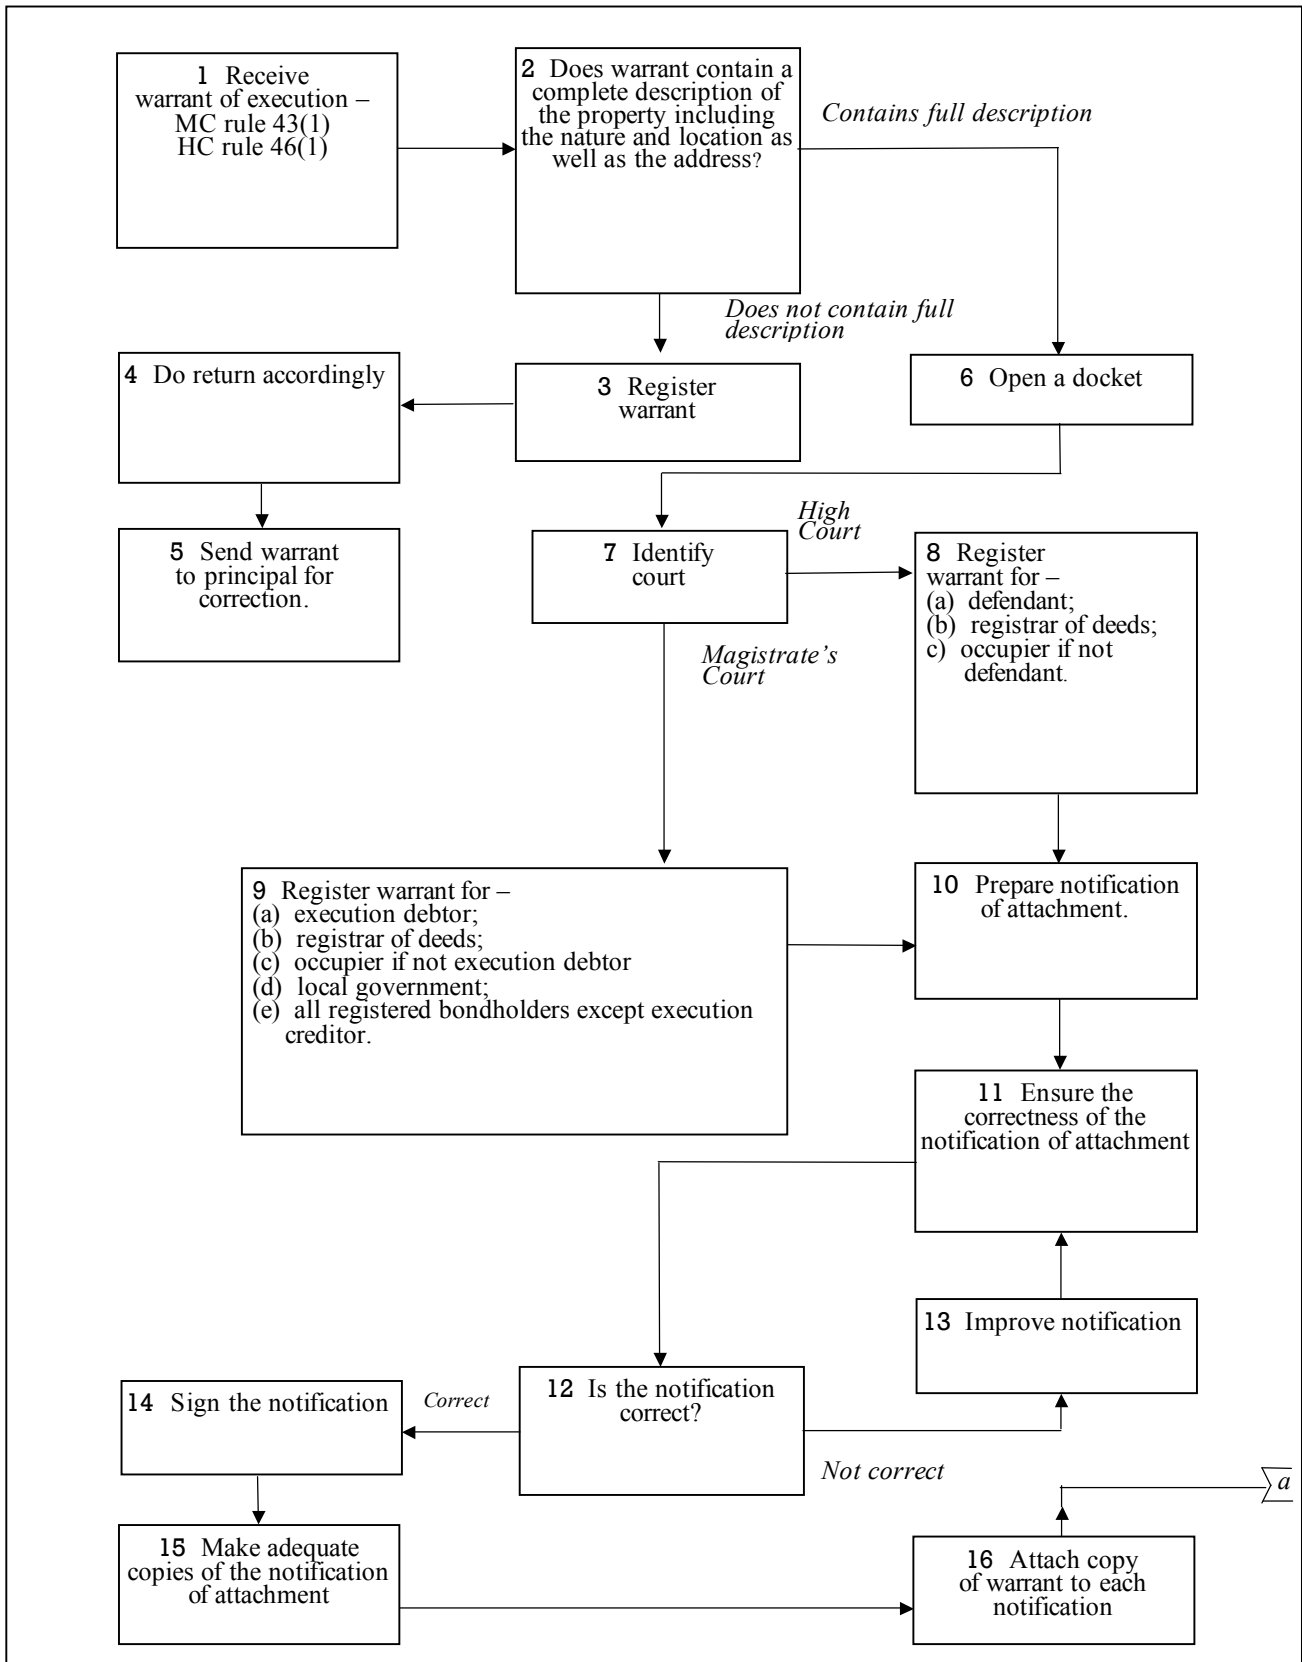 1 Receive
warrant of execution –
MC rule 43(1)
HC rule 46(1)
2 Does warrant contain a
complete description of
the property including
the nature and location as
well as the address?
Contains full description
Does not contain full
description
3 Register
warrant
4 Do return accordingly
5 Send warrant
to principal for
correction.
6 Open a docket
7 Identify
court
High
Court
8 Register
warrant for –
(a) defendant;
(b) registrar of deeds;
c) occupier if not
defendant.
Magistrate's
Court
9 Register warrant for –
(a) execution debtor;
(b) registrar of deeds;
(c) occupier if not execution debtor
(d) local government;
(e) all registered bondholders except execution
creditor.
10 Prepare notification
of attachment.
11 Ensure the
correctness of the
notification of attachment
12 Is the notification
correct?
13 Improve notification
Correct
Not correct
14 Sign the notification
15 Make adequate
copies of the notification
of attachment
16 Attach copy
of warrant to each
notification
a